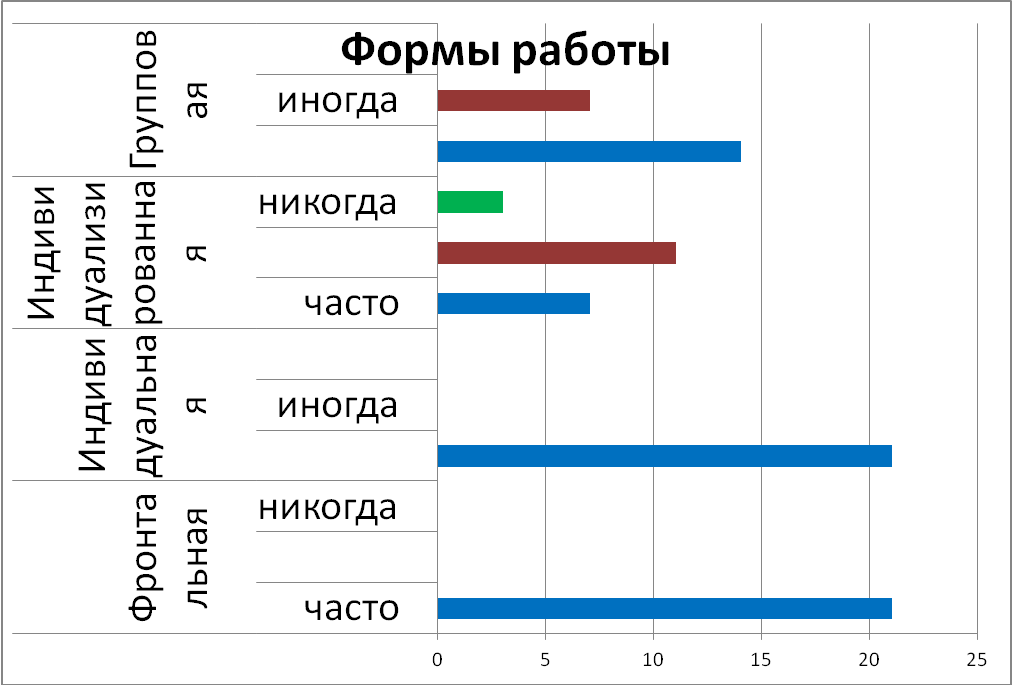 Формы работы
Группов
ая
иногда
Индиви
дуализи
рованна
я
никогда
часто
Индиви
дуальна
я
иногда
Фронта
льная
никогда
часто
0 5 10 15 20 25